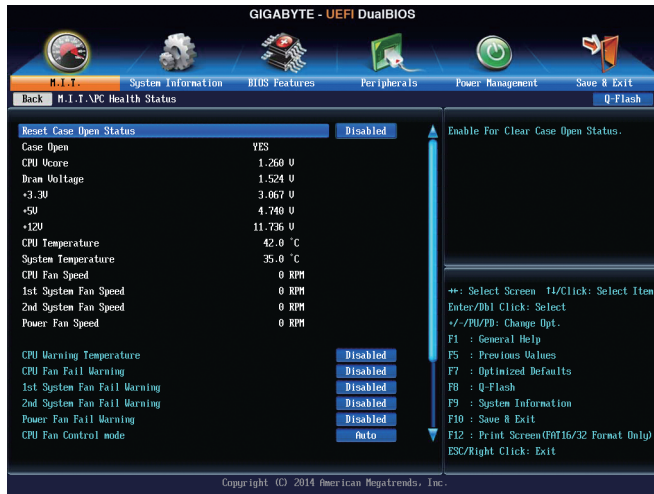 GIGABYTE - UEFI DualBIOS
M.I.T. System Information BIOS Features Peripherals Power Management Save & Exit
Back M.I.T.\PC Health Status Q-Flash
Reset Case Open Status Disabled
Case Open YES
CPU Vcore 1.260 V
Dram Voltage 1.524 V
+3.3V 3.067 V
+5V 4.740 V
+12V 11.736 V
CPU Temperature 42.0 °C
System Temperature 35.0 °C
CPU Fan Speed 0 RPM
1st System Fan Speed 0 RPM
2nd System Fan Speed 0 RPM
Power Fan Speed 0 RPM
CPU Warning Temperature Disabled
CPU Fan Fail Warning Disabled
1st System Fan Fail Warning Disabled
2nd System Fan Fail Warning Disabled
Power Fan Fail Warning Disabled
CPU Fan Control mode Auto
Enable For Clear Case Open Status.
→←: Select Screen ↑↓/Click: Select Item
Enter/Dbl Click: Select
+/-/PU/PD: Change Opt.
F1 : General Help
F5 : Previous Values
F7 : Optimized Defaults
F8 : Q-Flash
F9 : System Information
F10 : Save & Exit
F12 : Print Screen(FAT16/32 Format Only)
ESC/Right Click: Exit
Copyright (C) 2014 American Megatrends, Inc.